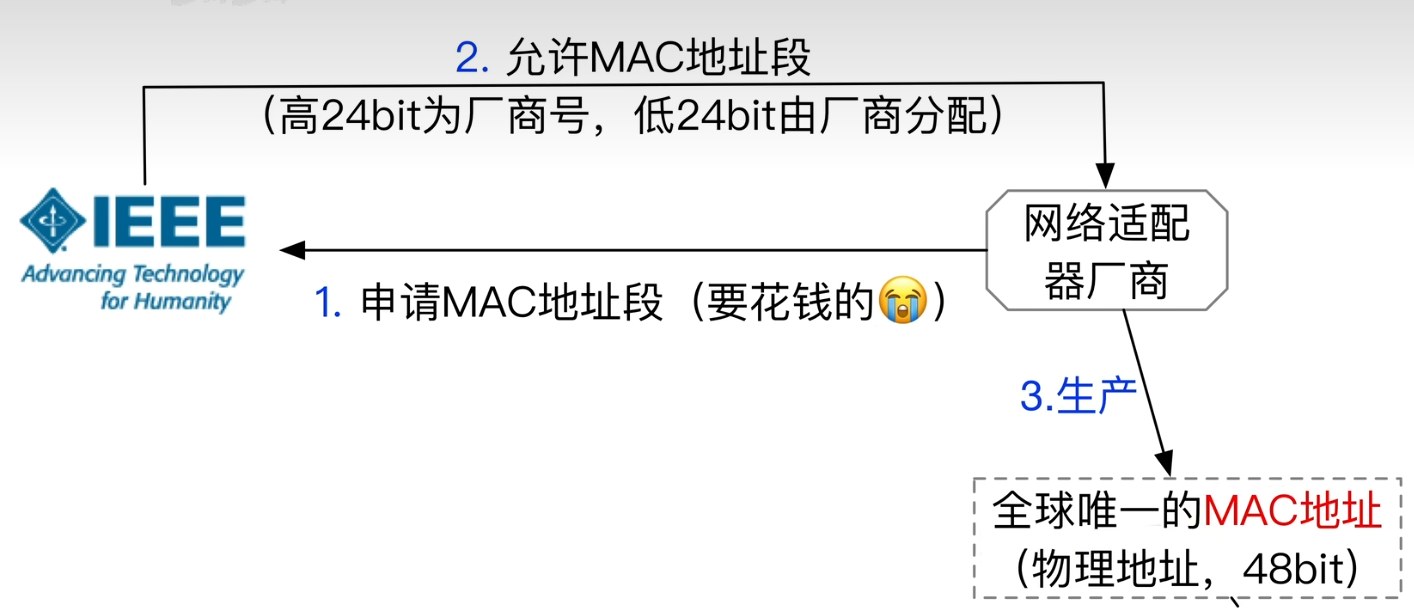 2. 允许MAC地址段
（高24bit为厂商号，低24bit由厂商分配）
IEEE
Advancing Technology
for Humanity
网络适配
器厂商
1. 申请MAC地址段（要花钱的😭）
3.生产
全球唯一的MAC地址
（物理地址，48bit）